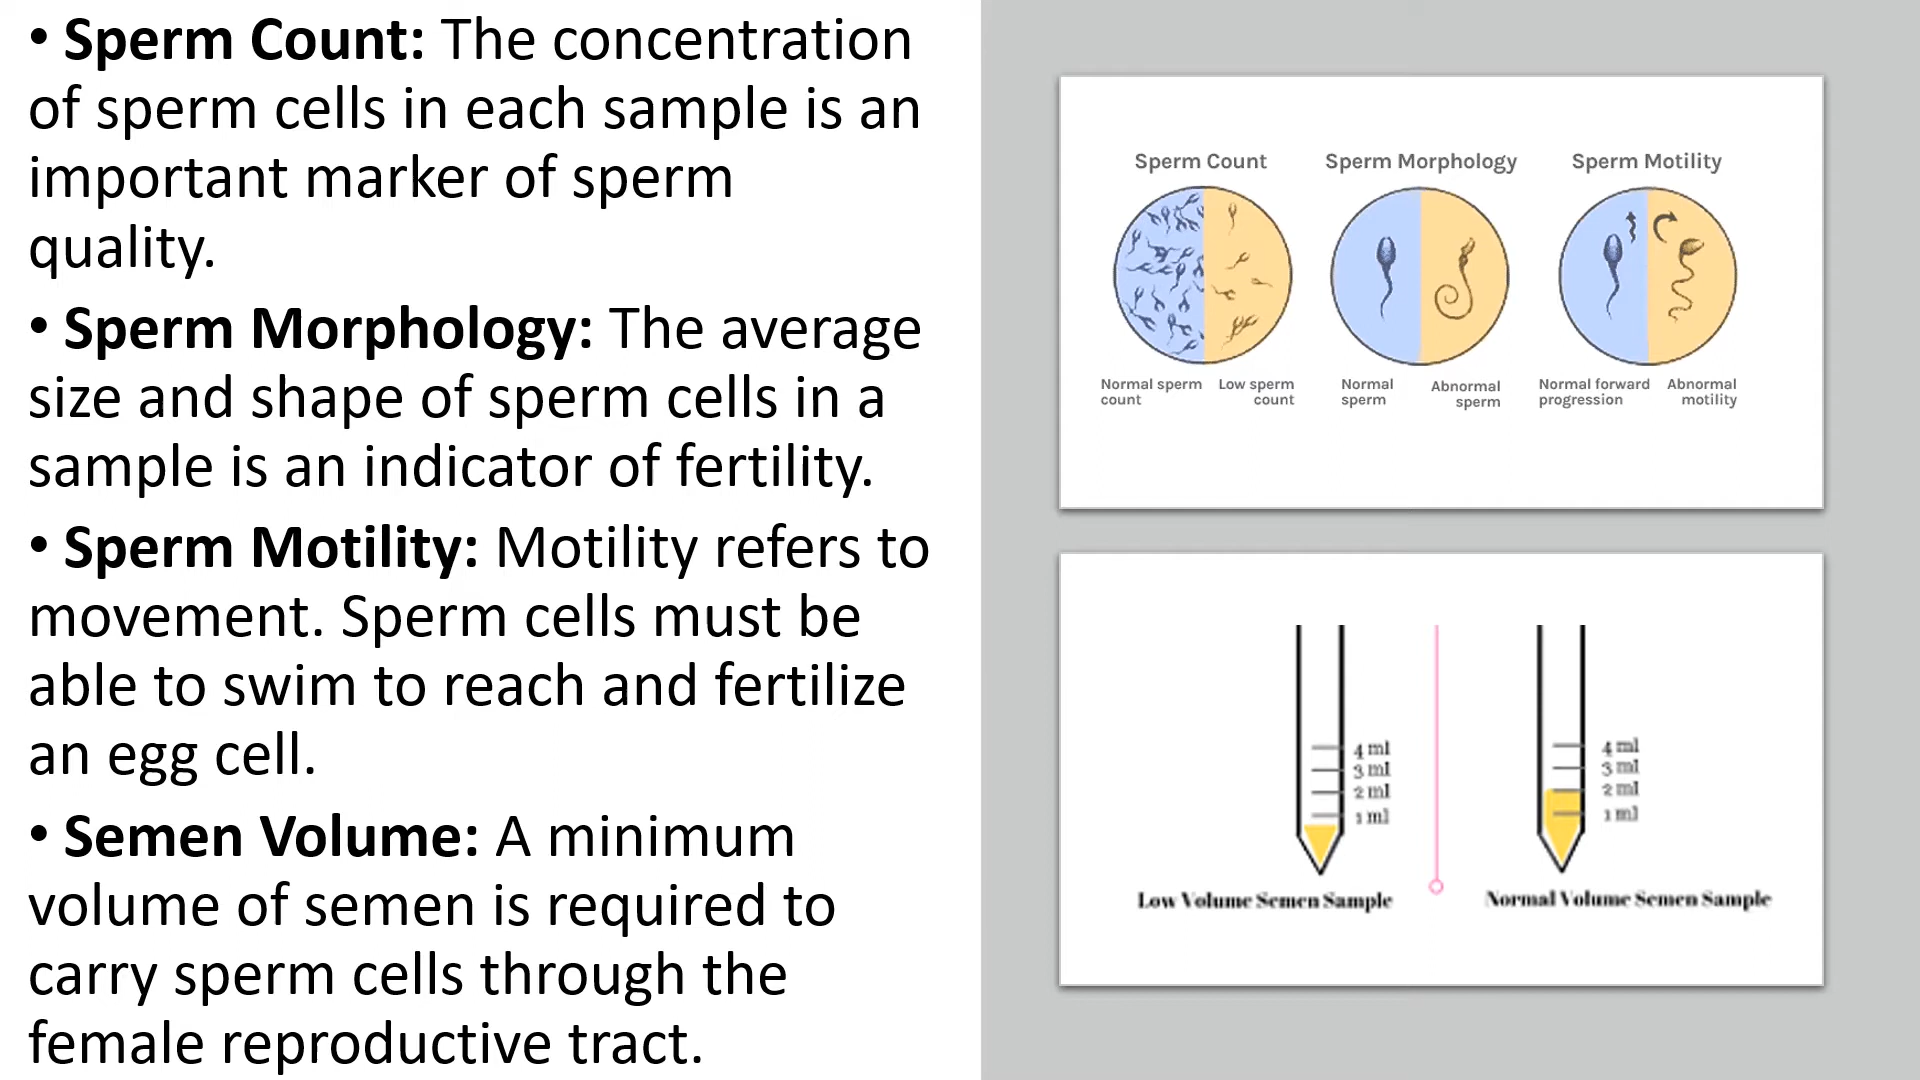 • Sperm Count: The concentration
of sperm cells in each sample is an
important marker of sperm
quality.
• Sperm Morphology: The average
size and shape of sperm cells in a
sample is an indicator of fertility.
• Sperm Motility: Motility refers to
movement. Sperm cells must be
able to swim to reach and fertilize
an egg cell.
• Semen Volume: A minimum
volume of semen is required to
carry sperm cells through the
female reproductive tract.
Sperm Count
Sperm Morphology
Sperm Motility
Normal sperm
count
Low sperm
count
Normal
sperm
Abnormal
sperm
Normal forward
progression
Abnormal
motility
4 ml
3 ml
2 ml
1 ml
Low Volume Semen Sample
4 ml
3 ml
2 ml
1 ml
Normal Volume Semen Sample